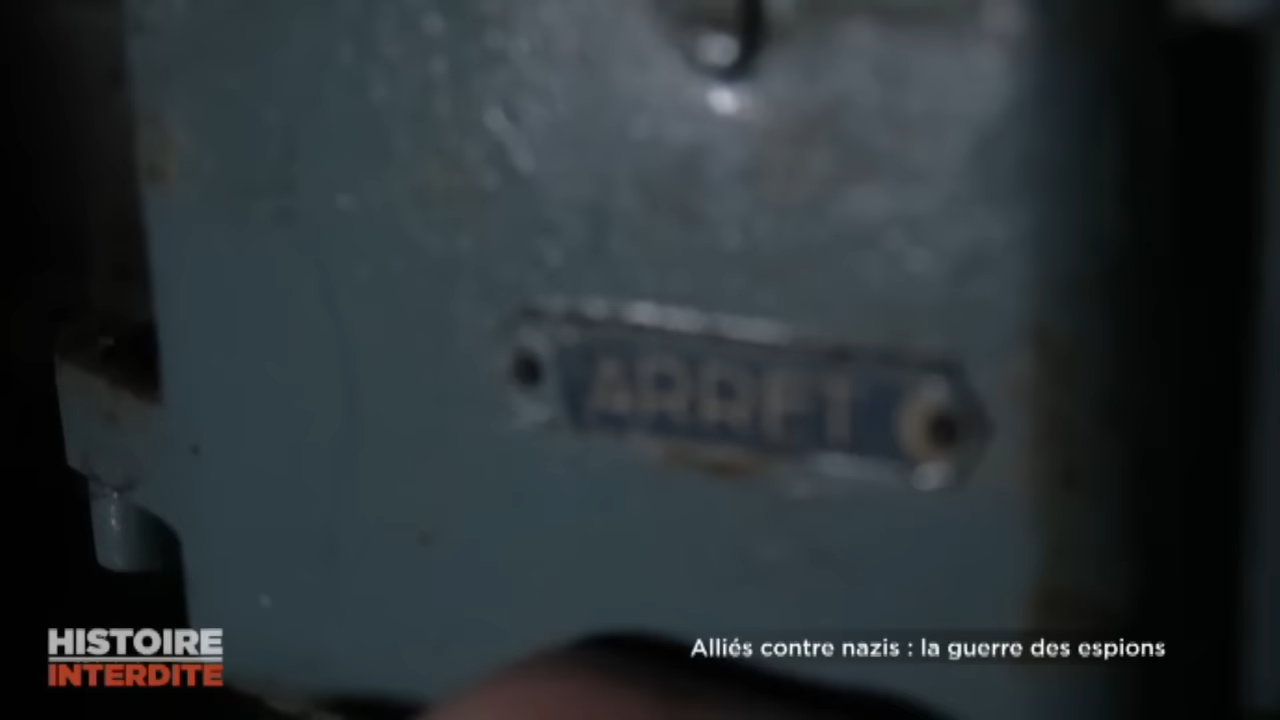 ARRET
HISTOIRE
INTERDITE
Alliés contre nazis : la guerre des espions